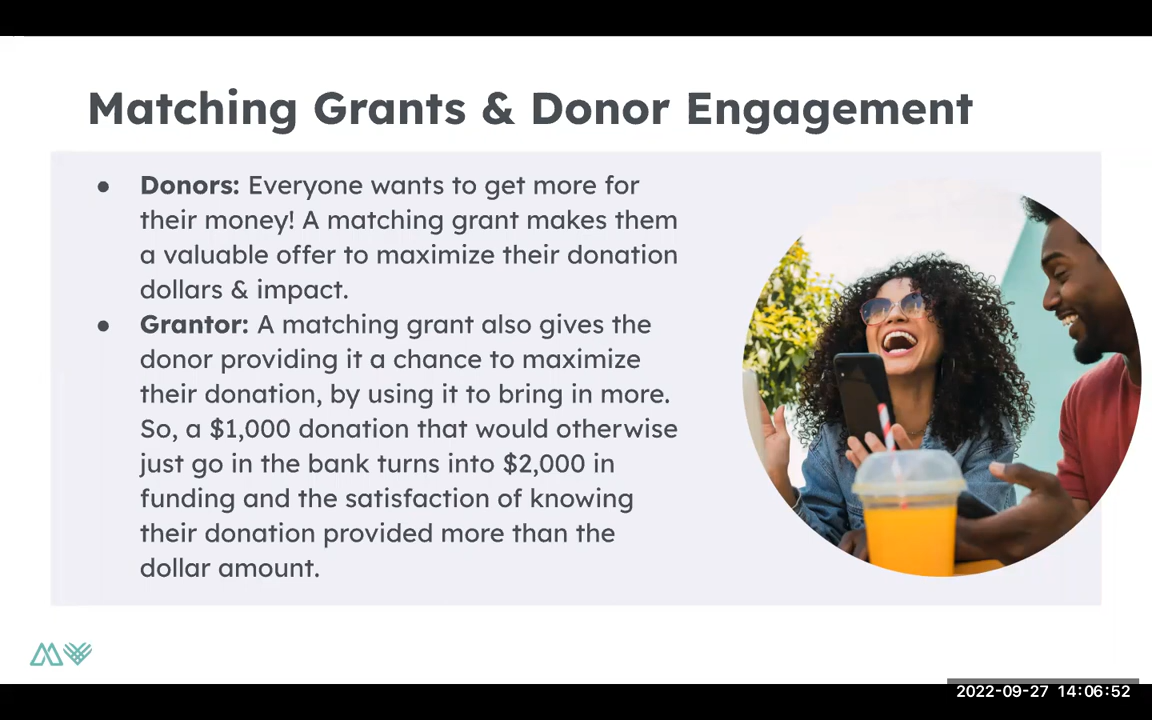 Matching Grants & Donor Engagement
● Donors: Everyone wants to get more for
their money! A matching grant makes them
a valuable offer to maximize their donation
dollars & impact.
● Grantor: A matching grant also gives the
donor providing it a chance to maximize
their donation, by using it to bring in more.
So, a $1,000 donation that would otherwise
just go in the bank turns into $2,000 in
funding and the satisfaction of knowing
their donation provided more than the
dollar amount.
2022-09-27 14:06:52